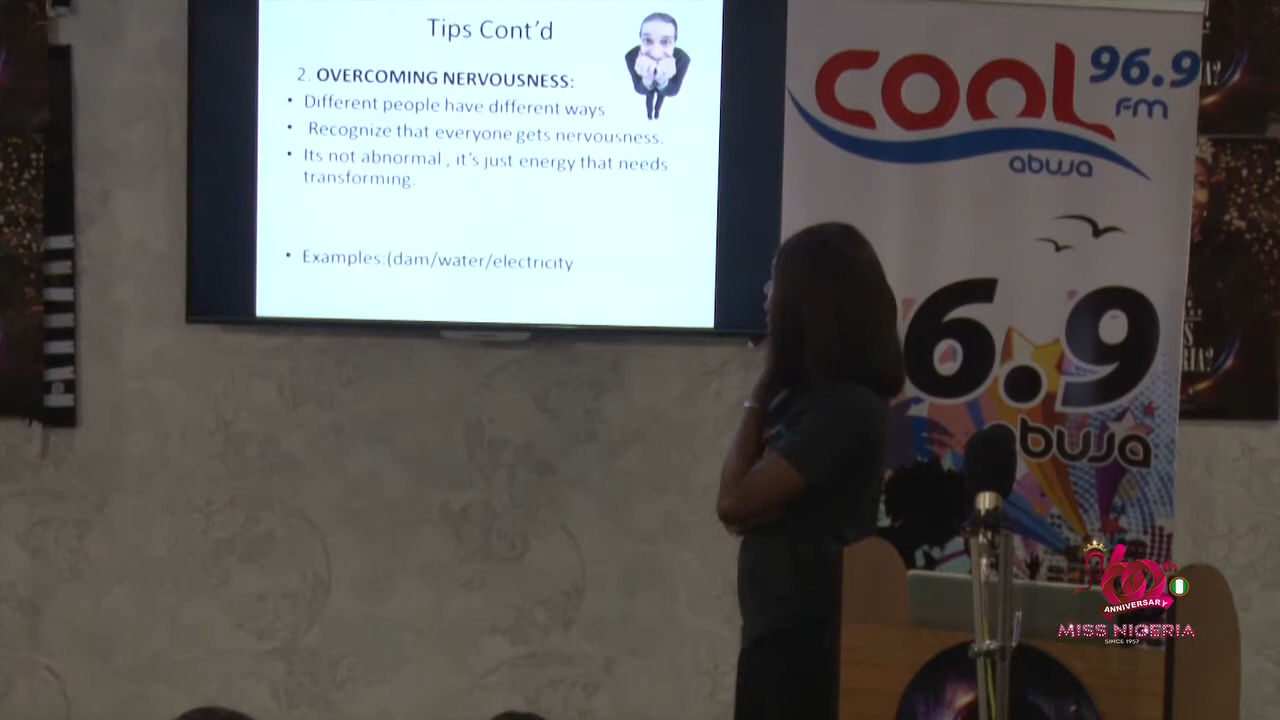 Tips Cont'd
2. OVERCOMING NERVOUSNESS:
• Different people have different ways
• Recognize that everyone gets nervousness.
• Its not abnormal , it's just energy that needs
transforming.
• Examples:(dam/water/electricity
COOL 96.9
FM
abuja
6.9
abuja
60th
ANNIVERSARY
MISS NIGERIA
SINCE 1957